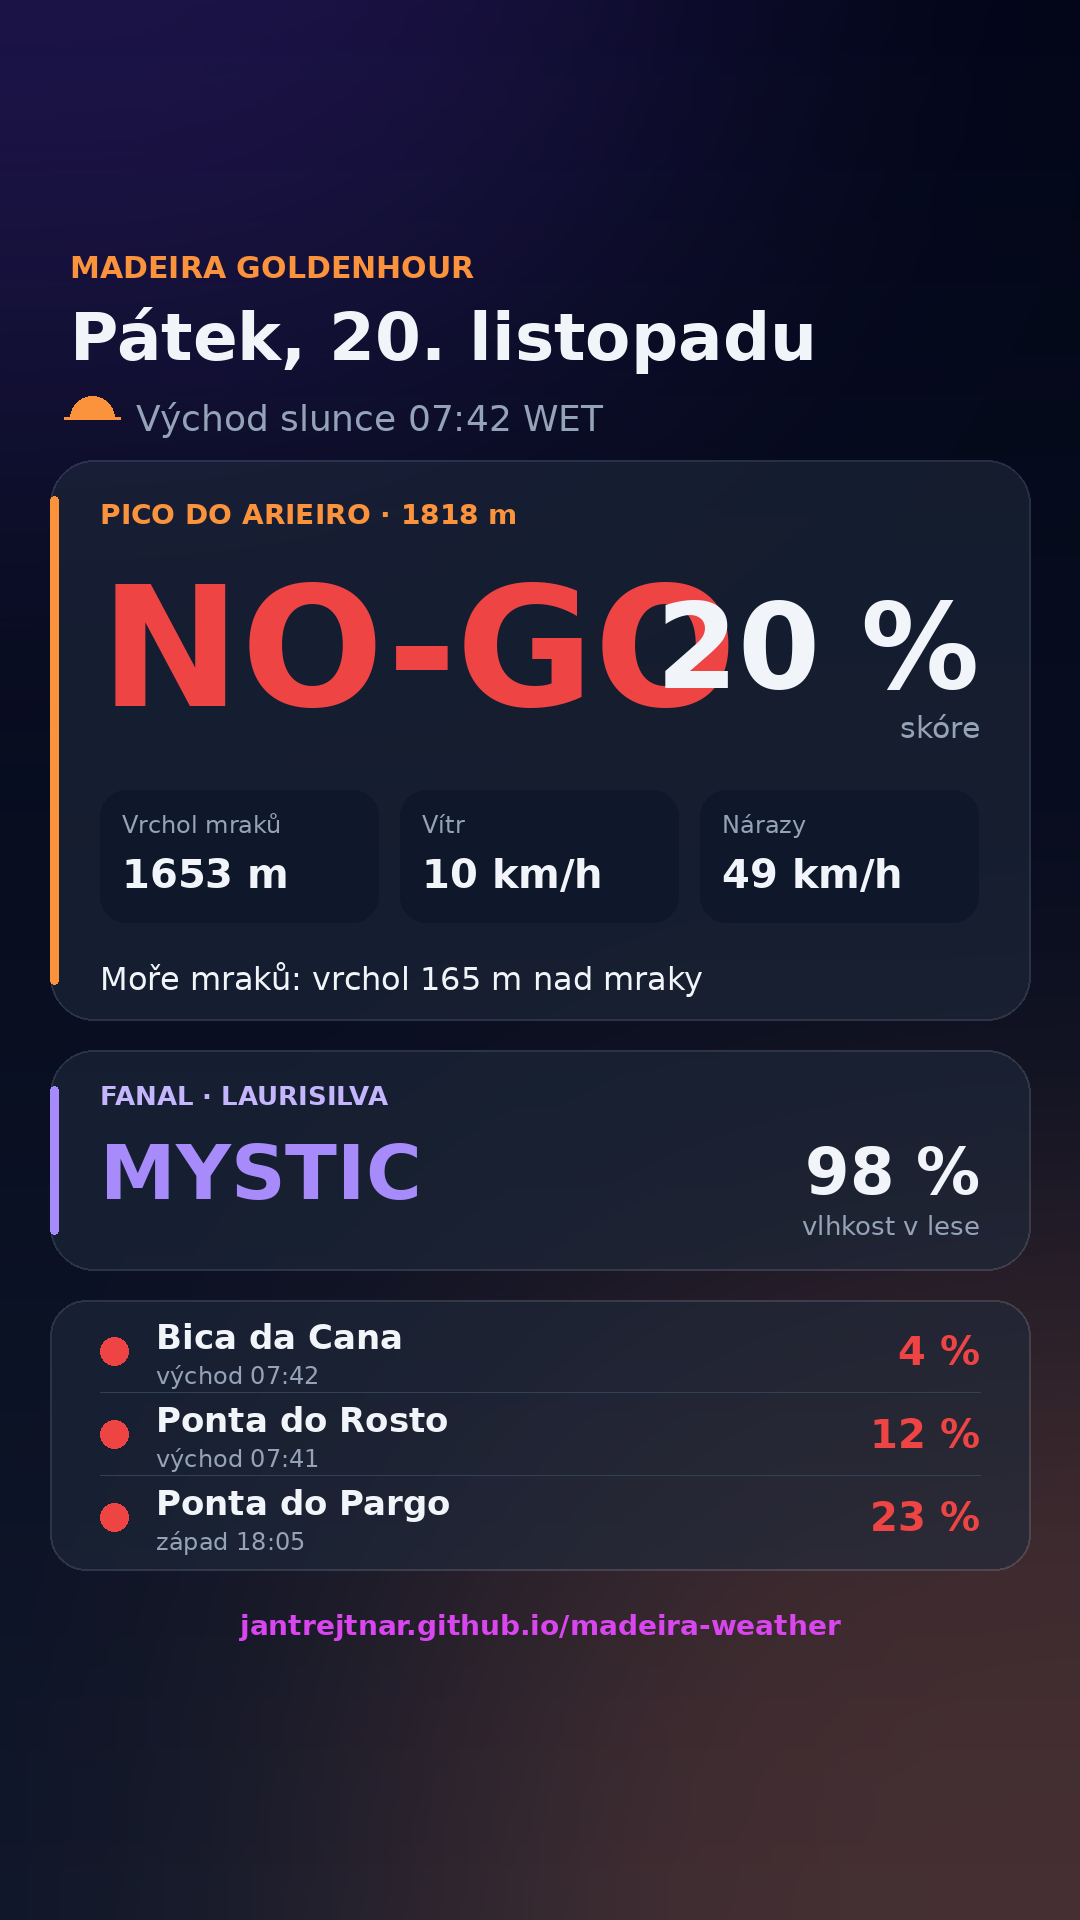 MADEIRA GOLDENHOUR
Pátek, 20. listopadu
Východ slunce 07:42 WET
PICO DO ARIEIRO · 1818 m
NO-GO
20 %
skóre
Vrchol mraků
1653 m
Vítr
10 km/h
Nárazy
49 km/h
Moře mraků: vrchol 165 m nad mraky
FANAL · LAURISILVA
MYSTIC
98 %
vlhkost v lese
Bica da Cana
východ 07:42
4 %
Ponta do Rosto
východ 07:41
12 %
Ponta do Pargo
západ 18:05
23 %
jantrejtnar.github.io/madeira-weather